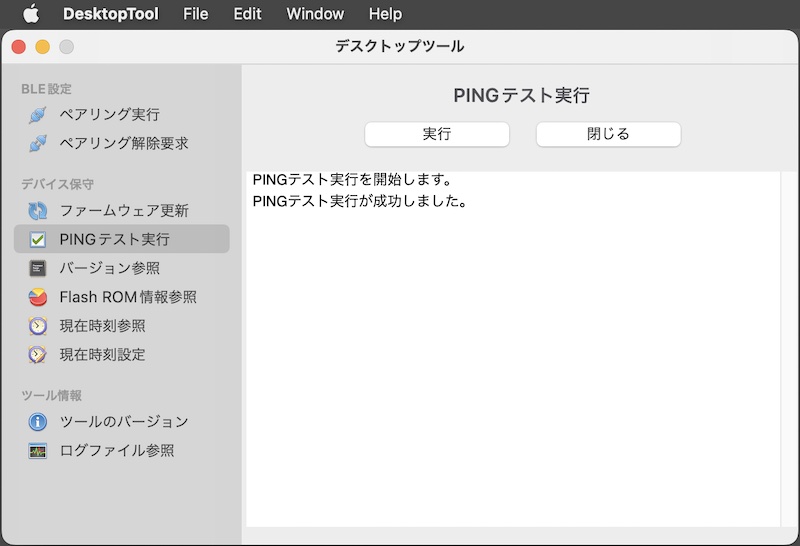 DesktopTool File Edit Window Help
デスクトップツール
BLE設定
ペアリング実行
ペアリング解除要求
デバイス保守
ファームウェア更新
PINGテスト実行
バージョン参照
Flash ROM情報参照
現在時刻参照
現在時刻設定
ツール情報
ツールのバージョン
ログファイル参照
PINGテスト実行
実行 閉じる
PINGテスト実行を開始します。
PINGテスト実行が成功しました。